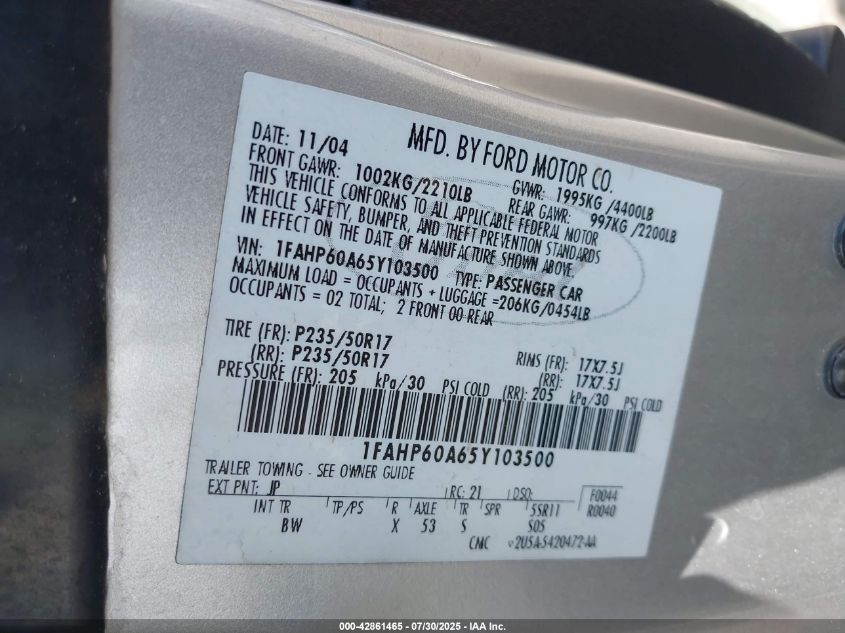 MFD. BY FORD MOTOR CO.
DATE: 11/04 GVWR: 1995KG /4400LB
FRONT GAWR: 1002KG/2210LB REAR GAWR: 997KG /2200LB
THIS VEHICLE CONFORMS TO ALL APPLICABLE FEDERAL MOTOR
VEHICLE SAFETY, BUMPER, AND THEFT PREVENTION STANDARDS
IN EFFECT ON THE DATE OF MANUFACTURE SHOWN ABOVE
VIN: 1FAHP60A65Y103500 TYPE: PASSENGER CAR
MAXIMUM LOAD = OCCUPANTS + LUGGAGE =206KG/0454LB
OCCUPANTS = 02 TOTAL; 2 FRONT 00 REAR
TIRE (FR): P235/50R17 RIMS (FR): 17X7.5J
(RR): P235/50R17 (RR): 17X7.5J
PRESSURE (FR): 205 kPa/30 PSI COLD (RR): 205 kPa/30 PSI COLD
1FAHP60A65Y103500
TRAILER TOWING - SEE OWNER GUIDE
EXT PNT: JP RC: 21 DSO: F0044
INT TR TP/PS R AXLE TR SPR 5SR11 R0040
BW X 53 S S05
CMC 2U5A-5420472-AA
000-42861465 - 07/30/2025 - IAA Inc.